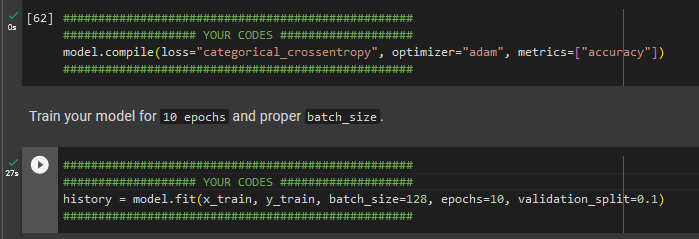 0s
[62] ##################################################
################### YOUR CODES ###################
model.compile(loss="categorical_crossentropy", optimizer="adam", metrics=["accuracy"])
##################################################
Train your model for 10 epochs and proper batch_size.
27s
##################################################
################### YOUR CODES ###################
history = model.fit(x_train, y_train, batch_size=128, epochs=10, validation_split=0.1)
##################################################